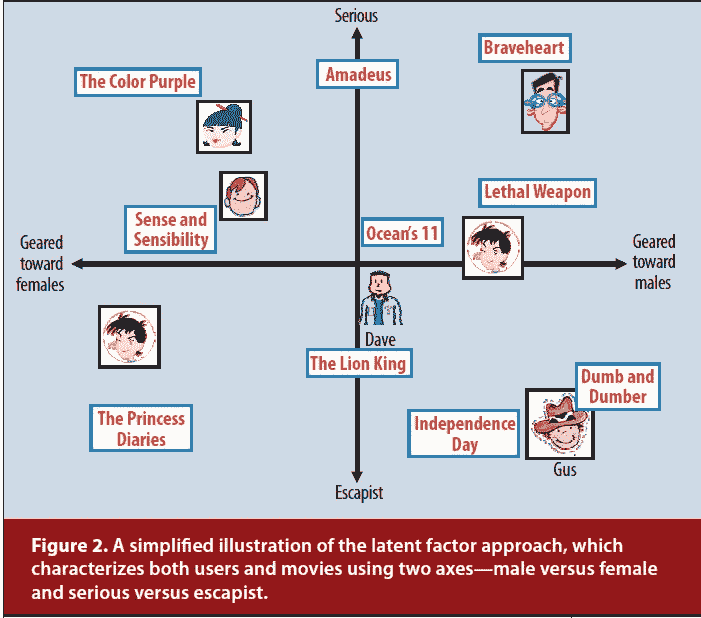 Serious
Braveheart
Amadeus
The Color Purple
Lethal Weapon
Sense and
Sensibility
Ocean's 11
Geared
toward
females
Geared
toward
males
Dave
The Lion King
Dumb and
Dumber
The Princess
Diaries
Independence
Day
Gus
Escapist
Figure 2. A simplified illustration of the latent factor approach, which
characterizes both users and movies using two axes—male versus female
and serious versus escapist.